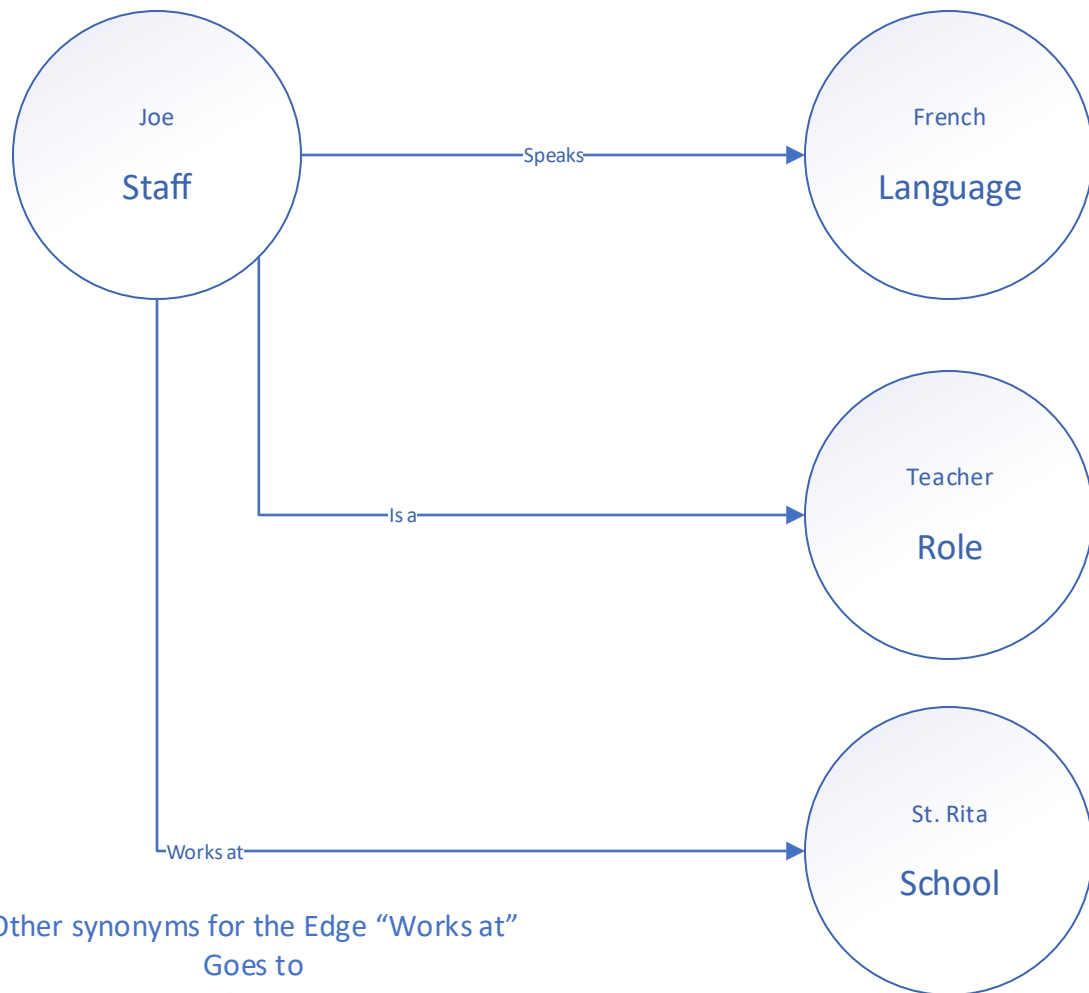 Joe
Staff
Speaks
French
Language
Is a
Teacher
Role
Works at
St. Rita
School
Other synonyms for the Edge “Works at”
Goes to